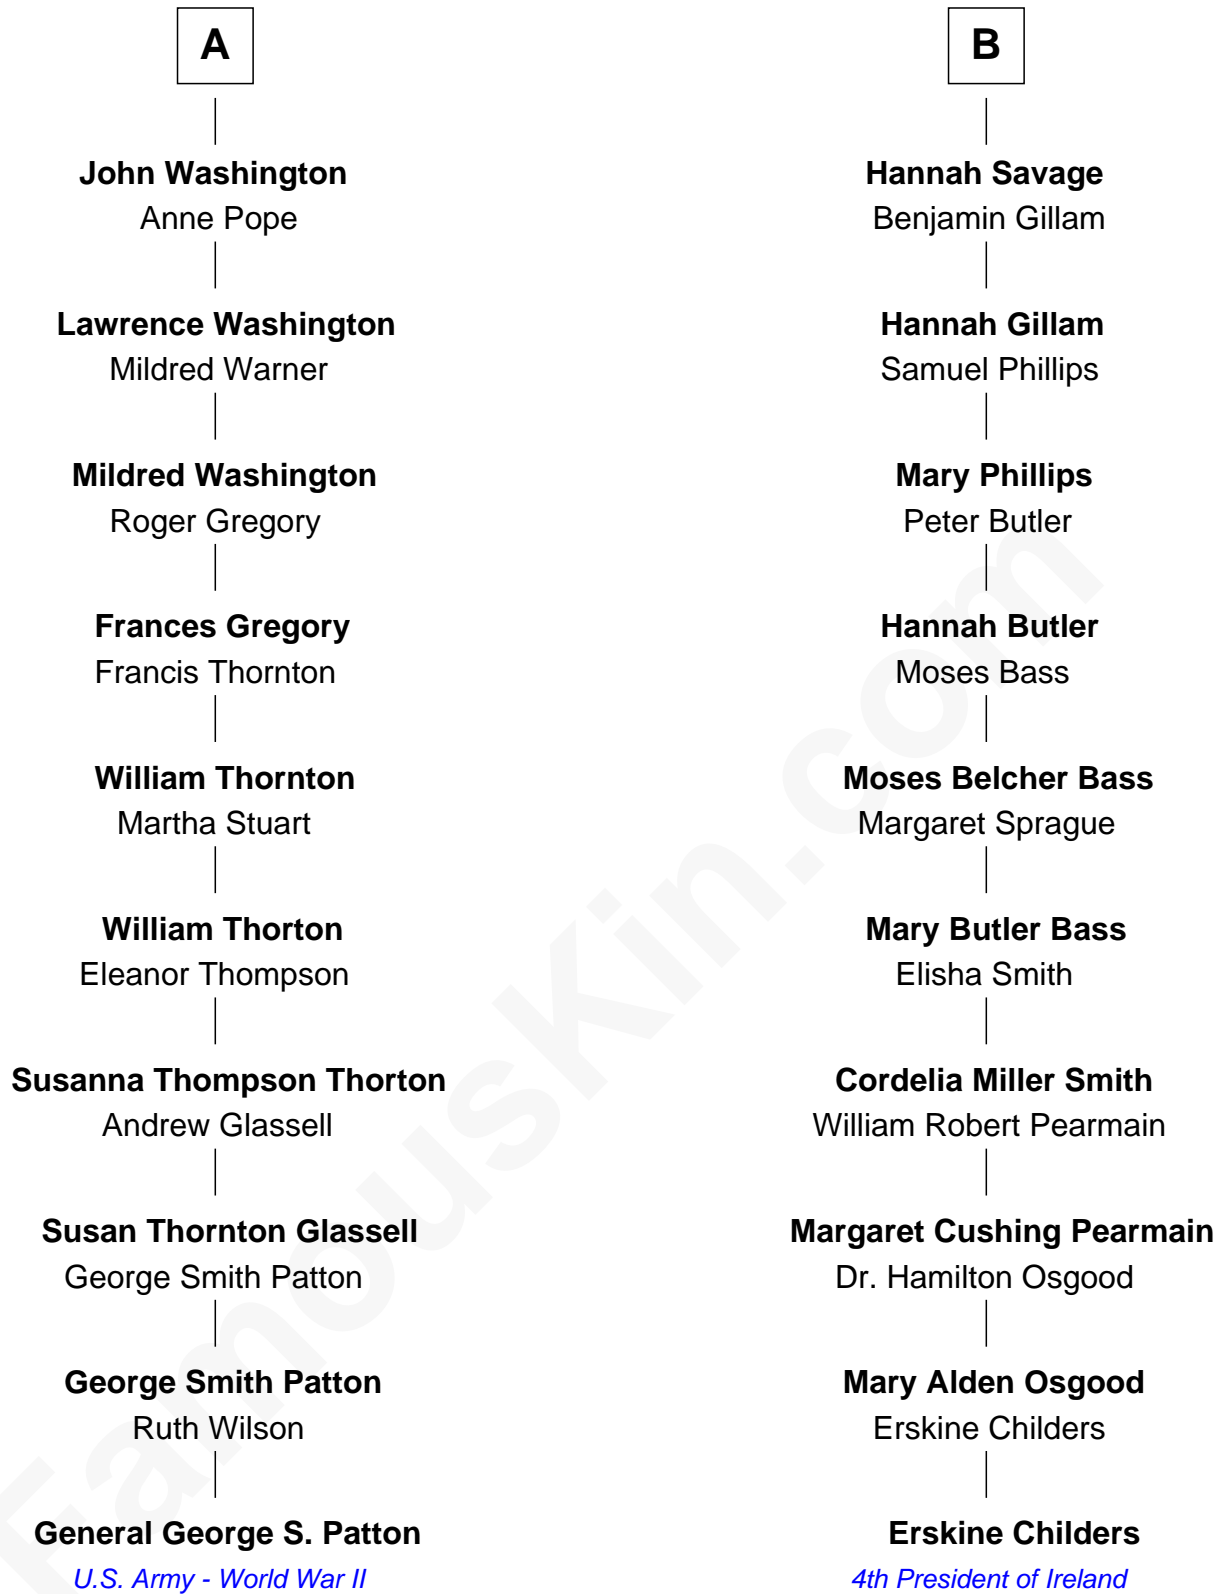 A
John Washington
Anne Pope
Lawrence Washington
Mildred Warner
Mildred Washington
Roger Gregory
Frances Gregory
Francis Thornton
William Thornton
Martha Stuart
William Thorton
Eleanor Thompson
Susanna Thompson Thorton
Andrew Glassell
Susan Thornton Glassell
George Smith Patton
George Smith Patton
Ruth Wilson
General George S. Patton
U.S. Army - World War II
B
Hannah Savage
Benjamin Gillam
Hannah Gillam
Samuel Phillips
Mary Phillips
Peter Butler
Hannah Butler
Moses Bass
Moses Belcher Bass
Margaret Sprague
Mary Butler Bass
Elisha Smith
Cordelia Miller Smith
William Robert Pearmain
Margaret Cushing Pearmain
Dr. Hamilton Osgood
Mary Alden Osgood
Erskine Childers
Erskine Childers
4th President of Ireland
FamousKin.com